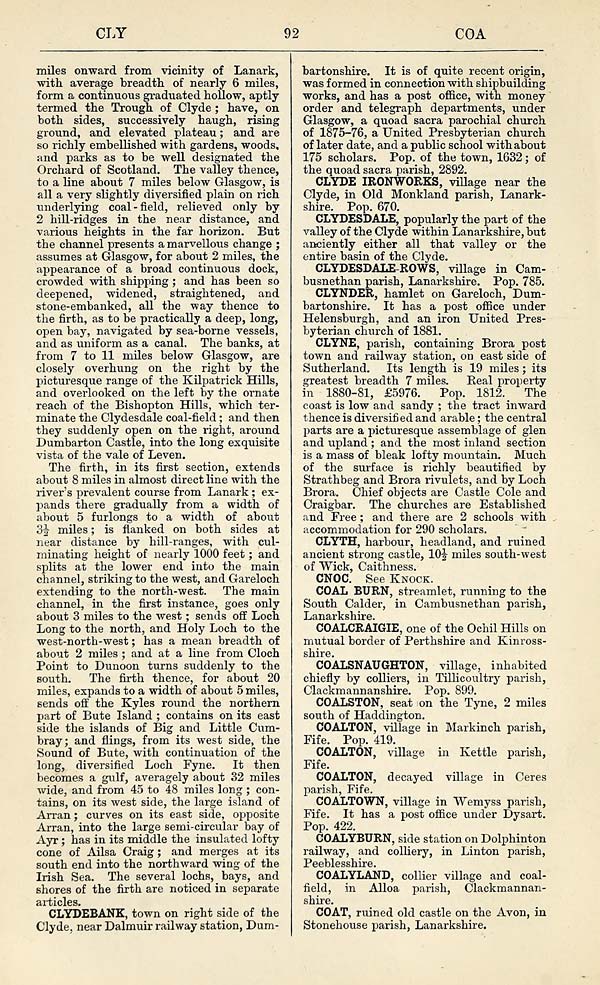 CLY 92 COA
miles onward from vicinity of Lanark,
with average breadth of nearly 6 miles,
form a continuous graduated hollow, aptly
termed the Trough of Clyde ; have, on
both sides, successively haugh, rising
ground, and elevated plateau ; and are
so richly embellished with gardens, woods,
and parks as to be well designated the
Orchard of Scotland. The valley thence,
to a line about 7 miles below Glasgow, is
all a very slightly diversified plain on rich
underlying coal-field, relieved only by
2 hill-ridges in the near distance, and
various heights in the far horizon. But
the channel presents a marvellous change ;
assumes at Glasgow, for about 2 miles, the
appearance of a broad continuous dock,
crowded with shipping ; and has been so
deepened, widened, straightened, and
stone-embanked, all the way thence to
the firth, as to be practically a deep, long,
open bay, navigated by sea-borne vessels,
and as uniform as a canal. The banks, at
from 7 to 11 miles below Glasgow, are
closely overhung on the right by the
picturesque range of the Kilpatrick Hills,
and overlooked on the left by the ornate
reach of the Bishopton Hills, which ter-
minate the Clydesdale coal-field ; and then
they suddenly open on the right, around
Dumbarton Castle, into the long exquisite
vista of the vale of Leven.
The firth, in its first section, extends
about 8 miles in almost direct line with the
river's prevalent course from Lanark ; ex-
pands there gradually from a width of
about 5 furlongs to a width of about
3½ miles ; is flanked on both sides at
near distance by hill-ranges, with cul-
minating height of nearly 1000 feet ; and
splits at the lower end into the main
channel, striking to the west, and Gareloch
extending to the north-west. The main
channel, in the first instance, goes only
about 3 miles to the west ; sends off Loch
Long to the north, and Holy Loch to the
west-north-west ; has a mean breadth of
about 2 miles ; and at a line from Cloch
Point to Dunoon turns suddenly to the
south. The firth thence, for about 20
miles, expands to a width of about 5 miles,
sends off the Kyles round the northern
part of Bute Island ; contains on its east
side the islands of Big and Little Cum-
bray ; and flings, from its west side, the
Sound of Bute, with continuation of the
long, diversified Loch Fyne. It then
becomes a gulf, averagely about 32 miles
wide, and from 45 to 48 miles long ; con-
tains, on its west side, the large island of
Arran ; curves on its east side, opposite
Arran, into the large semi-circular bay of
Ayr ; has in its middle the insulated lofty
cone of Ailsa Craig ; and merges at its
south end into the northward wing of the
Irish Sea. The several lochs, bays, and
shores of the firth are noticed in separate
articles.
CLYDEBANK, town on right side of the
Clyde, near Dalmuir railway station, Dum-
bartonshire. It is of quite recent origin,
was formed in connection with shipbuilding
works, and has a post office, with money
order and telegraph departments, under
Glasgow, a quoad sacra parochial church
of 1875-76, a United Presbyterian church
of later date, and a public school with about
175 scholars. Pop. of the town, 1632 ; of
the quoad sacra parish, 2892.
CLYDE IRONWORKS, village near the
Clyde, in Old Monkland parish, Lanark-
shire. Pop. 670.
CLYDESDALE, popularly the part of the
valley of the Clyde within Lanarkshire, but
anciently either all that valley or the
entire basin of the Clyde.
CLYDESDALE-ROWS, village in Cam-
busnethan parish, Lanarkshire. Pop. 785.
CLYNDER, hamlet on Gareloch, Dum-
bartonshire. It has a post office under
Helensburgh, and an iron United Pres-
byterian church of 1881.
CLYNE, parish, containing Brora post
town and railway station, on east side of
Sutherland. Its length is 19 miles ; its
greatest breadth 7 miles. Real property
in 1880-81, £5976. Pop. 1812. The
coast is low and sandy ; the tract inward
thence is diversified and arable ; the central
parts are a picturesque assemblage of glen
and upland ; and the most inland section
is a mass of bleak lofty mountain. Much
of the surface is richly beautified by
Strathbeg and Brora rivulets, and by Loch
Brora. Chief objects are Castle Cole and
Craigbar. The churches are Established
and Free ; and there are 2 schools with
accommodation for 290 scholars.
CLYTH, harbour, headland, and ruined
ancient strong castle, 10½ miles south-west
of Wick, Caithness.
CNOC. See KNOCK.
COAL BURN, streamlet, running to the
South Calder, in Cambusnethan parish,
Lanarkshire.
COALCRAIGIE, one of the Ochil Hills on
mutual border of Perthshire and Kinross-
shire.
COALSNAUGHTON, village, inhabited
chiefly by colliers, in Tillicoultry parish,
Clackmannanshire. Pop. 899.
COALSTON, seat on the Tyne, 2 miles
south of Haddington.
COALTON, village in Markinch parish,
Fife. Pop. 419.
COALTON, village in Kettle parish,
Fife.
COALTON, decayed village in Ceres
parish, Fife.
COALTOWN, village in Wemyss parish,
Fife. It has a post office under Dysart.
Pop. 422.
COALYBURN, side station on Dolphinton
railway, and colliery, in Linton parish,
Peeblesshire.
COALYLAND, collier village and coal-
field, in Alloa parish, Clackmannan-
shire.
COAT, ruined old castle on the Avon, in
Stonehouse parish, Lanarkshire.